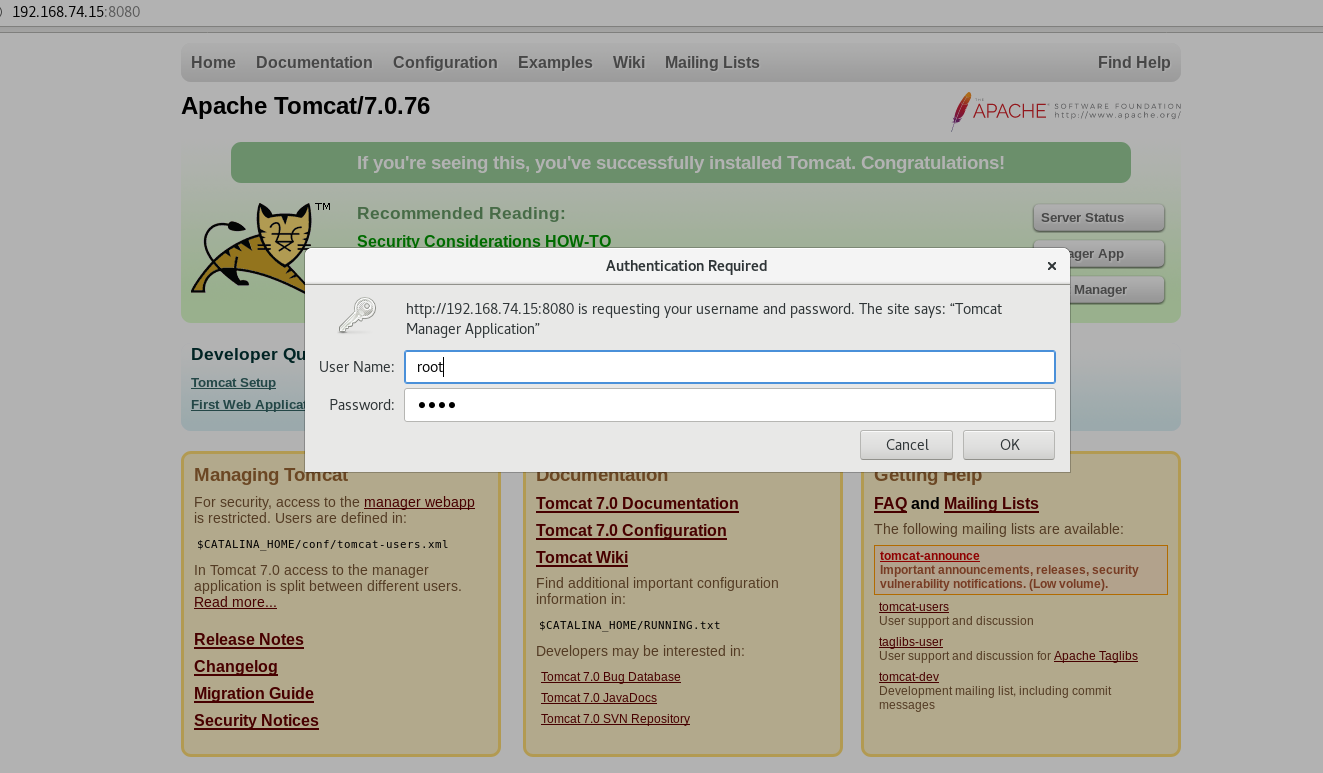 192.168.74.15:8080
Home Documentation Configuration Examples Wiki Mailing Lists Find Help
Apache Tomcat/7.0.76
THE APACHE SOFTWARE FOUNDATION
http://www.apache.org/
If you're seeing this, you've successfully installed Tomcat. Congratulations!
TM
Recommended Reading:
Security Considerations HOW-TO
Server Status
ager App
Manager
Authentication Required
http://192.168.74.15:8080 is requesting your username and password. The site says: “Tomcat
Manager Application”
User Name: root
Password: ••••
Cancel OK
Developer Qu
Tomcat Setup
First Web Applicat
Managing Tomcat
For security, access to the manager webapp
is restricted. Users are defined in:
$CATALINA_HOME/conf/tomcat-users.xml
In Tomcat 7.0 access to the manager
application is split between different users.
Read more...
Release Notes
Changelog
Migration Guide
Security Notices
Documentation
Tomcat 7.0 Documentation
Tomcat 7.0 Configuration
Tomcat Wiki
Find additional important configuration
information in:
$CATALINA_HOME/RUNNING.txt
Developers may be interested in:
Tomcat 7.0 Bug Database
Tomcat 7.0 JavaDocs
Tomcat 7.0 SVN Repository
Getting Help
FAQ and Mailing Lists
The following mailing lists are available:
tomcat-announce
Important announcements, releases, security
vulnerability notifications. (Low volume).
tomcat-users
User support and discussion
taglibs-user
User support and discussion for Apache Taglibs
tomcat-dev
Development mailing list, including commit
messages